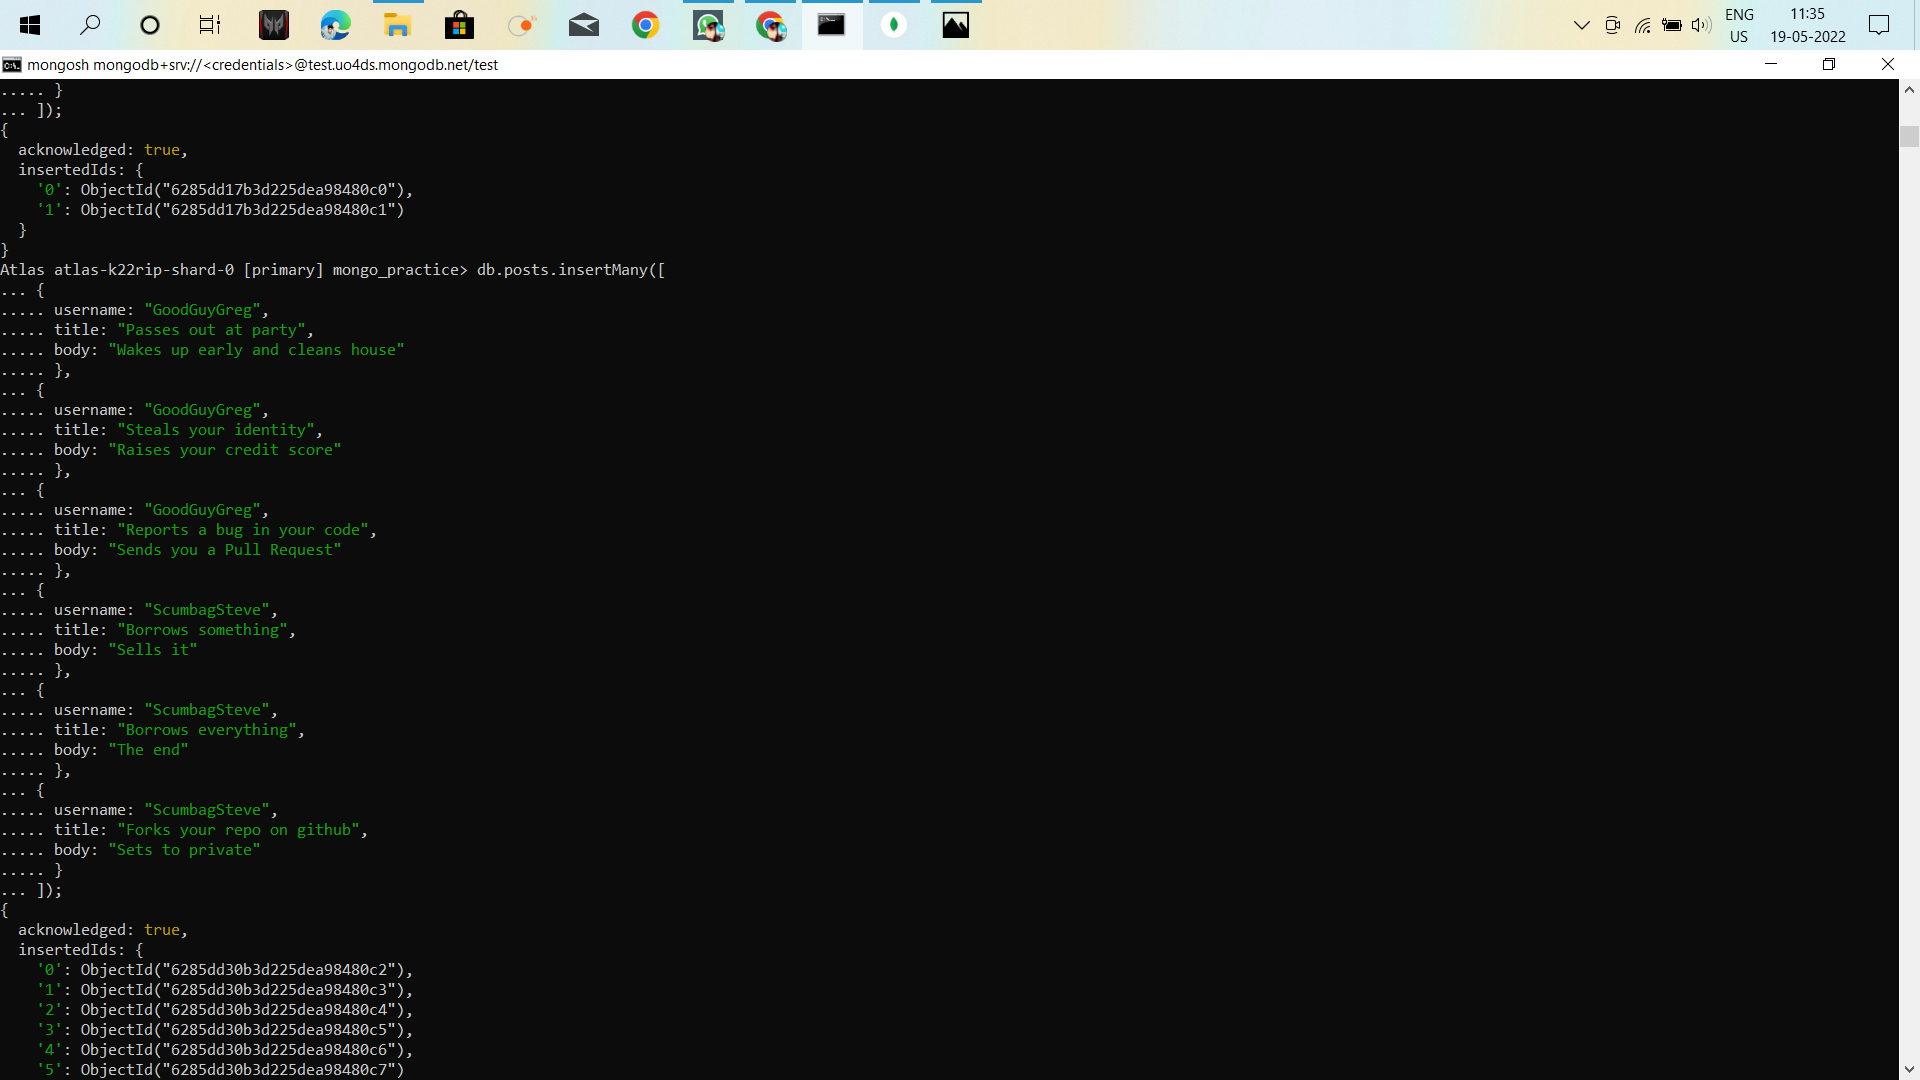 ENG
US
11:35
19-05-2022
mongosh mongodb+srv://<credentials>@test.uo4ds.mongodb.net/test
..... }
... ]);
{
  acknowledged: true,
  insertedIds: {
    '0': ObjectId("6285dd17b3d225dea98480c0"),
    '1': ObjectId("6285dd17b3d225dea98480c1")
  }
}
Atlas atlas-k22rip-shard-0 [primary] mongo_practice> db.posts.insertMany([
... {
..... username: "GoodGuyGreg",
..... title: "Passes out at party",
..... body: "Wakes up early and cleans house"
..... },
... {
..... username: "GoodGuyGreg",
..... title: "Steals your identity",
..... body: "Raises your credit score"
..... },
... {
..... username: "GoodGuyGreg",
..... title: "Reports a bug in your code",
..... body: "Sends you a Pull Request"
..... },
... {
..... username: "ScumbagSteve",
..... title: "Borrows something",
..... body: "Sells it"
..... },
... {
..... username: "ScumbagSteve",
..... title: "Borrows everything",
..... body: "The end"
..... },
... {
..... username: "ScumbagSteve",
..... title: "Forks your repo on github",
..... body: "Sets to private"
..... }
... ]);
{
  acknowledged: true,
  insertedIds: {
    '0': ObjectId("6285dd30b3d225dea98480c2"),
    '1': ObjectId("6285dd30b3d225dea98480c3"),
    '2': ObjectId("6285dd30b3d225dea98480c4"),
    '3': ObjectId("6285dd30b3d225dea98480c5"),
    '4': ObjectId("6285dd30b3d225dea98480c6"),
    '5': ObjectId("6285dd30b3d225dea98480c7")